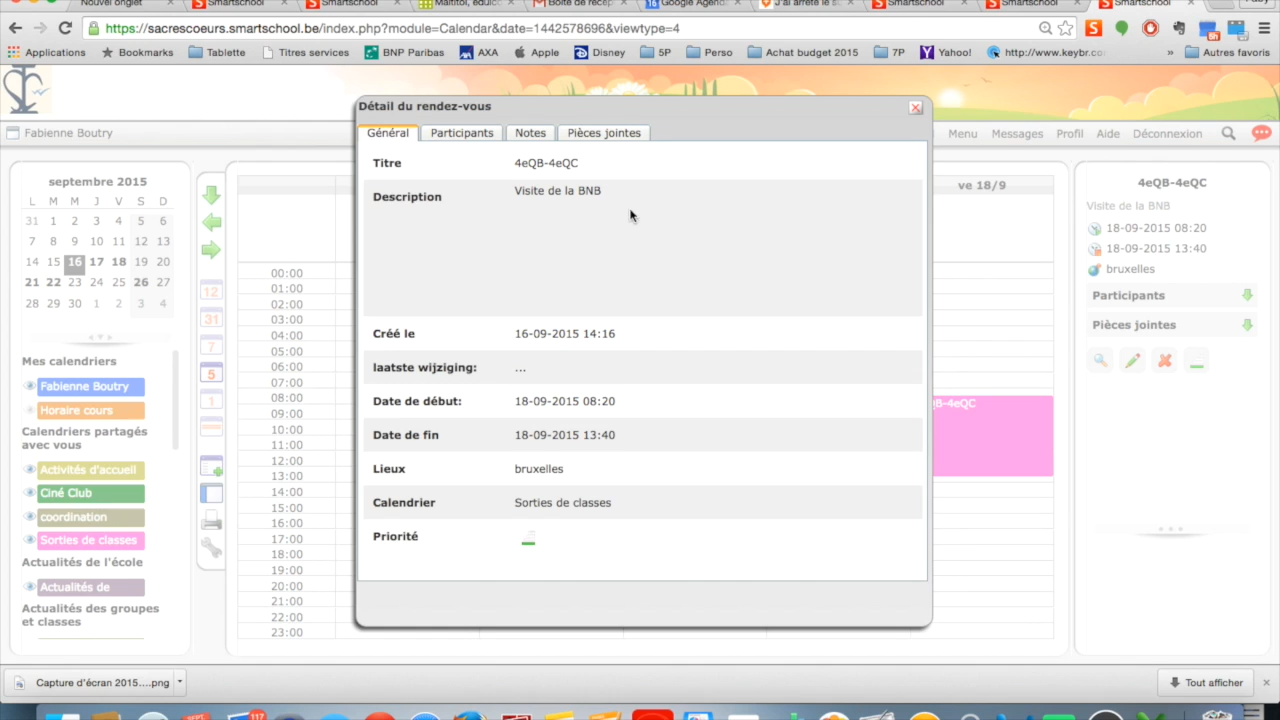 Nouvel onglet
Smartschool
Smartschool
Maltitol, éduco
Boîte de récep
Google Agenda
J'ai arrêté le s
Smartschool
Smartschool
Smartschool
https://sacrescoeurs.smartschool.be/index.php?module=Calendar&date=1442578696&viewtype=4
Applications
Bookmarks
Tablette
Titres services
BNP Paribas
AXA
Apple
Disney
5P
Perso
Achat budget 2015
7P
Yahoo!
http://www.keybr.co
»
Autres favoris
Fabienne Boutry
Menu
Messages
Profil
Aide
Déconnexion
septembre 2015
L M M J V S D
31 1 2 3 4 5 6
7 8 9 10 11 12 13
14 15 16 17 18 19 20
21 22 23 24 25 26 27
28 29 30 1 2 3 4
Mes calendriers
Fabienne Boutry
Horaire cours
Calendriers partagés
avec vous
Activités d'accueil
Ciné Club
coordination
Sorties de classes
Actualités de l'école
Actualités de
Actualités des groupes
et classes
12
31
7
5
1
ve 18/9
00:00
01:00
02:00
03:00
04:00
05:00
06:00
07:00
08:00
09:00
10:00
11:00
12:00
13:00
14:00
15:00
16:00
17:00
18:00
19:00
20:00
21:00
22:00
23:00
QB-4eQC
Détail du rendez-vous
Général
Participants
Notes
Pièces jointes
Titre 4eQB-4eQC
Description Visite de la BNB
Créé le 16-09-2015 14:16
laatste wijziging: ...
Date de début: 18-09-2015 08:20
Date de fin 18-09-2015 13:40
Lieux bruxelles
Calendrier Sorties de classes
Priorité
4eQB-4eQC
Visite de la BNB
18-09-2015 08:20
18-09-2015 13:40
bruxelles
Participants
Pièces jointes
Capture d'écran 2015....png
Tout afficher
SEPT.
117